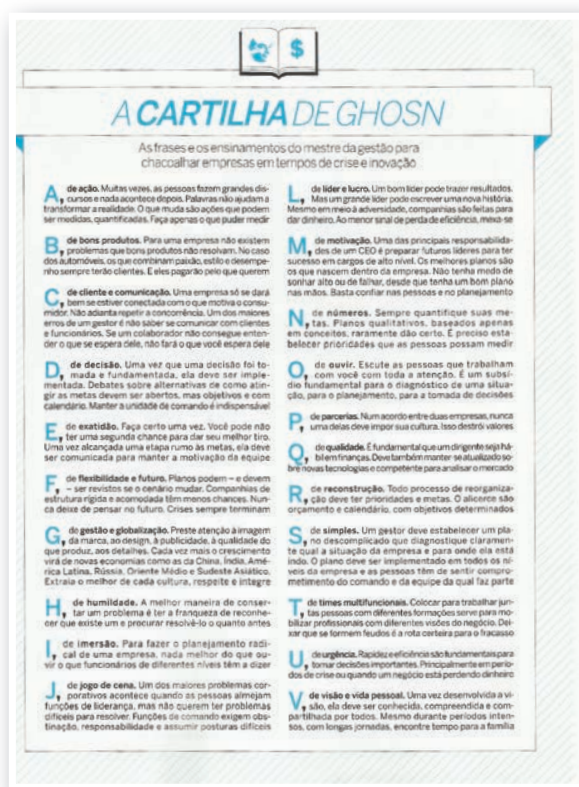 $
A CARTILHA DE GHOSN
As frases e os ensinamentos do mestre da gestão para
chacoalhar empresas em tempos de crise e inovação
A, de ação. Muitas vezes, as pessoas fazem grandes dis-
cursos e nada acontece depois. Palavras não ajudam a
transformar a realidade. O que muda são ações que podem
ser medidas, quantificadas. Faça apenas o que puder medir
B, de bons produtos. Para uma empresa não existem
problemas que bons produtos não resolvam. No caso
dos automóveis, os que combinam paixão, estilo e desempe-
nho sempre terão clientes. E eles pagarão pelo que querem
C, de cliente e comunicação. Uma empresa só se dará
bem se estiver conectada com o que motiva o consu-
midor. Não adianta repetir a concorrência. Um dos maiores
erros de um gestor é não saber se comunicar com clientes
e funcionários. Se um colaborador não consegue enten-
der o que se espera dele, não fará o que você espera dele
D, de decisão. Uma vez que uma decisão foi to-
mada e fundamentada, ela deve ser imple-
mentada. Debates sobre alternativas de como atin-
gir as metas devem ser abertos, mas objetivos e com
calendário. Manter a unidade de comando é indispensável
E, de exatidão. Faça certo uma vez. Você pode não
ter uma segunda chance para dar seu melhor tiro.
Uma vez alcançada uma etapa rumo às metas, ela deve
ser comunicada para manter a motivação da equipe
F, de flexibilidade e futuro. Planos podem – e devem
– ser revistos se o cenário mudar. Companhias de
estrutura rígida e acomodada têm menos chances. Nun-
ca deixe de pensar no futuro. Crises sempre terminam
G, de gestão e globalização. Preste atenção à imagem
da marca, ao design, à publicidade, à qualidade do
que produz, aos detalhes. Cada vez mais o crescimento
virá de novas economias como as da China, Índia, Amé-
rica Latina, Rússia, Oriente Médio e Sudeste Asiático.
Extraia o melhor de cada cultura, respeite e integre
H, de humildade. A melhor maneira de conser-
tar um problema é ter a franqueza de reconhe-
cer que existe um e procurar resolvê-lo o quanto antes
I, de imersão. Para fazer o planejamento radi-
cal de uma empresa, nada melhor do que ou-
vir o que funcionários de diferentes níveis têm a dizer
J, de jogo de cena. Um dos maiores problemas cor-
porativos acontece quando as pessoas almejam
funções de liderança, mas não querem ter problemas
difíceis para resolver. Funções de comando exigem obs-
tinação, responsabilidade e assumir posturas difíceis
L, de líder e lucro. Um bom líder pode trazer resultados.
Mas um grande líder pode escrever uma nova história.
Mesmo em meio à adversidade, companhias são feitas para
dar dinheiro. Ao menor sinal de perda de eficiência, mexa-se
M, de motivação. Uma das principais responsabilida-
des de um CEO é preparar futuros líderes para ter
sucesso em cargos de alto nível. Os melhores planos são
os que nascem dentro da empresa. Não tenha medo de
sonhar alto ou de falhar, desde que tenha um bom plano
nas mãos. Basta confiar nas pessoas e no planejamento
N, de números. Sempre quantifique suas me-
tas. Planos qualitativos, baseados apenas
em conceitos, raramente dão certo. É preciso esta-
belecer prioridades que as pessoas possam medir
O, de ouvir. Escute as pessoas que trabalham
com você com toda a atenção. É um subsí-
dio fundamental para o diagnóstico de uma situa-
ção, para o planejamento, para a tomada de decisões
P, de parcerias. Num acordo entre duas empresas, nunca
uma delas deve impor sua cultura. Isso destrói valores
Q, de qualidade. É fundamental que um dirigente seja há-
bil em finanças. Deve também manter-se atualizado so-
bre novas tecnologias e competente para analisar o mercado
R, de reconstrução. Todo processo de reorganiza-
ção deve ter prioridades e metas. O alicerce são
orçamento e calendário, com objetivos determinados
S, de simples. Um gestor deve estabelecer um pla-
no descomplicado que diagnostique claramen-
te qual a situação da empresa e para onde ela está
indo. O plano deve ser implementado em todos os ní-
veis da empresa e as pessoas têm de sentir compro-
metimento do comando e da equipe da qual faz parte
T, de times multifuncionais. Colocar para trabalhar jun-
tas pessoas com diferentes formações serve para mo-
bilizar profissionais com diferentes visões do negócio. Dei-
xar que se formem feudos é a rota certeira para o fracasso
U, de urgência. Rapidez e eficiência são fundamentais para
tomar decisões importantes. Principalmente em perío-
dos de crise ou quando um negócio está perdendo dinheiro
V, de visão e vida pessoal. Uma vez desenvolvida a vi-
são, ela deve ser conhecida, compreendida e com-
partilhada por todos. Mesmo durante períodos inten-
sos, com longas jornadas, encontre tempo para a família